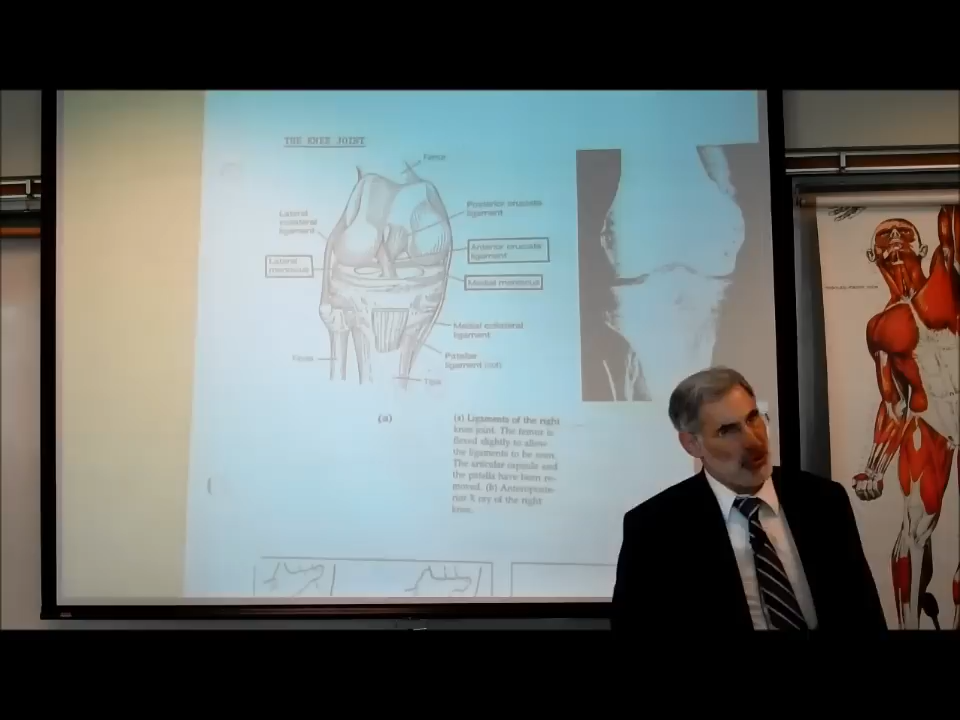 THE KNEE JOINT
Femur
Posterior cruciate
ligament
Lateral
collateral
ligament
Anterior cruciate
ligament
Lateral
meniscus
Medial meniscus
Medial collateral
ligament
Fibula
Patellar
ligament (cut)
Tibia
(a)
(a) Ligaments of the right
knee joint. The femur is
flexed slightly to allow
the ligaments to be seen.
The articular capsule and
the patella have been re-
moved. (b) Anteroposte-
rior X ray of the right
knee.